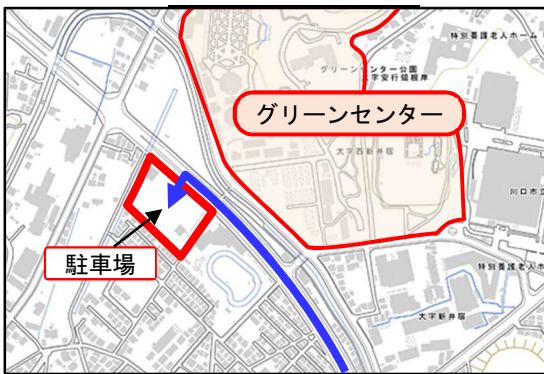 特別養護老人ホーム
グリーンセンター公園
大字安行領根岸
グリーンセンター
大字西新井宿
川口市立
駐車場
特別養護老人ホ
大字新井宿